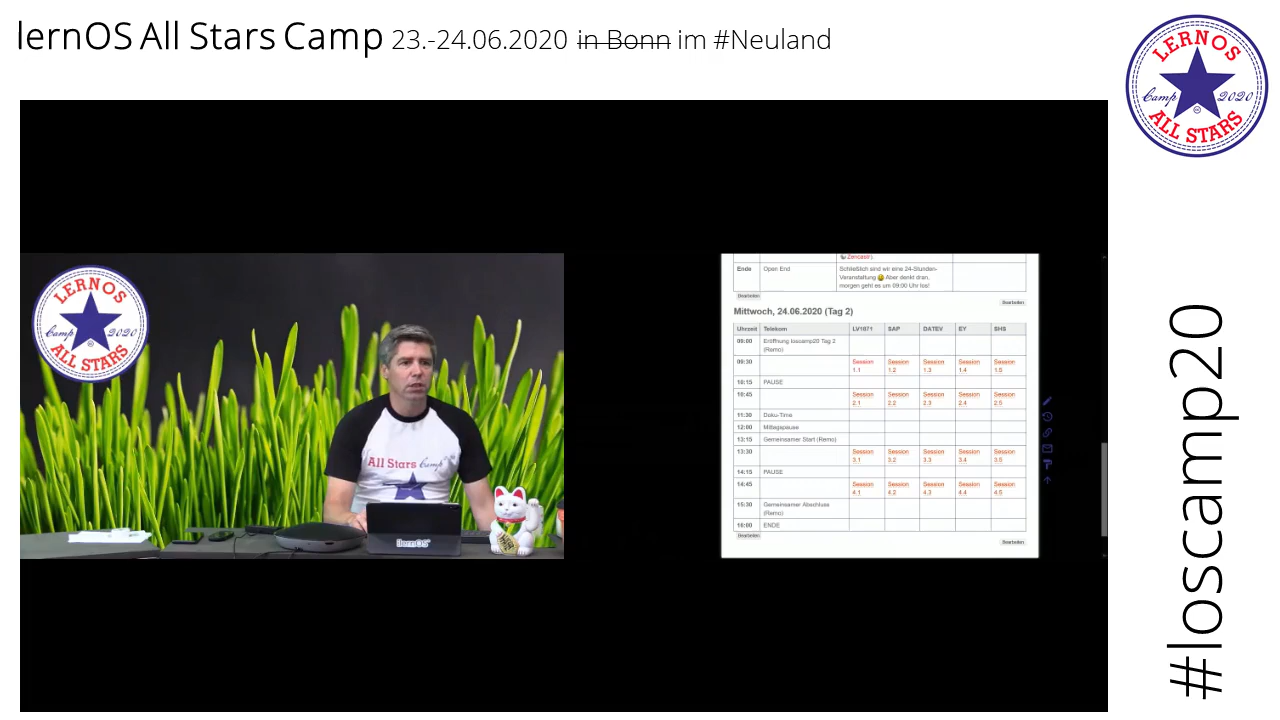 lernOS All Stars Camp 23.-24.06.2020 in Bonn im #Neuland
LERNOS
Camp 2020
ALL STARS
#loscamp20
LERNOS
Camp 2020
ALL STARS
All Stars Camp
lernOS
Zencastr).
Ende Open End Schließlich sind wir eine 24-Stunden-
Veranstaltung 😀 Aber denkt dran,
morgen geht es um 09:00 Uhr los!
Bearbeiten
Bearbeiten
Mittwoch, 24.06.2020 (Tag 2)
Uhrzeit Telekom LV1871 SAP DATEV EY SHS
09:00 Eröffnung loscamp20 Tag 2
(Remo)
09:30 Session Session Session Session Session
1.1 1.2 1.3 1.4 1.5
10:15 PAUSE
10:45 Session Session Session Session Session
2.1 2.2 2.3 2.4 2.5
11:30 Doku-Time
12:00 Mittagspause
13:15 Gemeinsamer Start (Remo)
13:30 Session Session Session Session Session
3.1 3.2 3.3 3.4 3.5
14:15 PAUSE
14:45 Session Session Session Session Session
4.1 4.2 4.3 4.4 4.5
15:30 Gemeinsamer Abschluss
(Remo)
16:00 ENDE
Bearbeiten
Bearbeiten